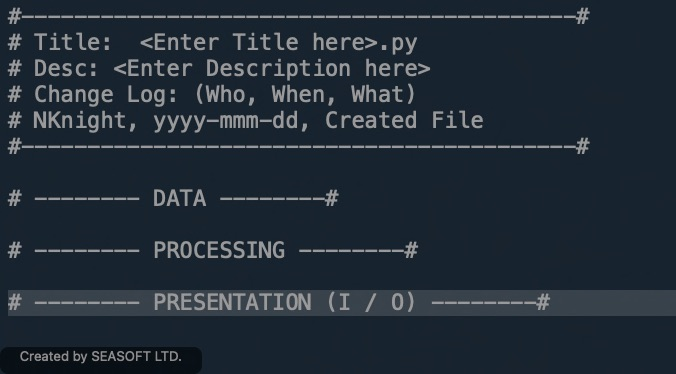 #------------------------------------------#
# Title:  <Enter Title here>.py
# Desc: <Enter Description here>
# Change Log: (Who, When, What)
# NKnight, yyyy-mmm-dd, Created File
#------------------------------------------#
# -------- DATA --------#
# -------- PROCESSING --------#
# -------- PRESENTATION (I / O) --------#
Created by SEASOFT LTD.